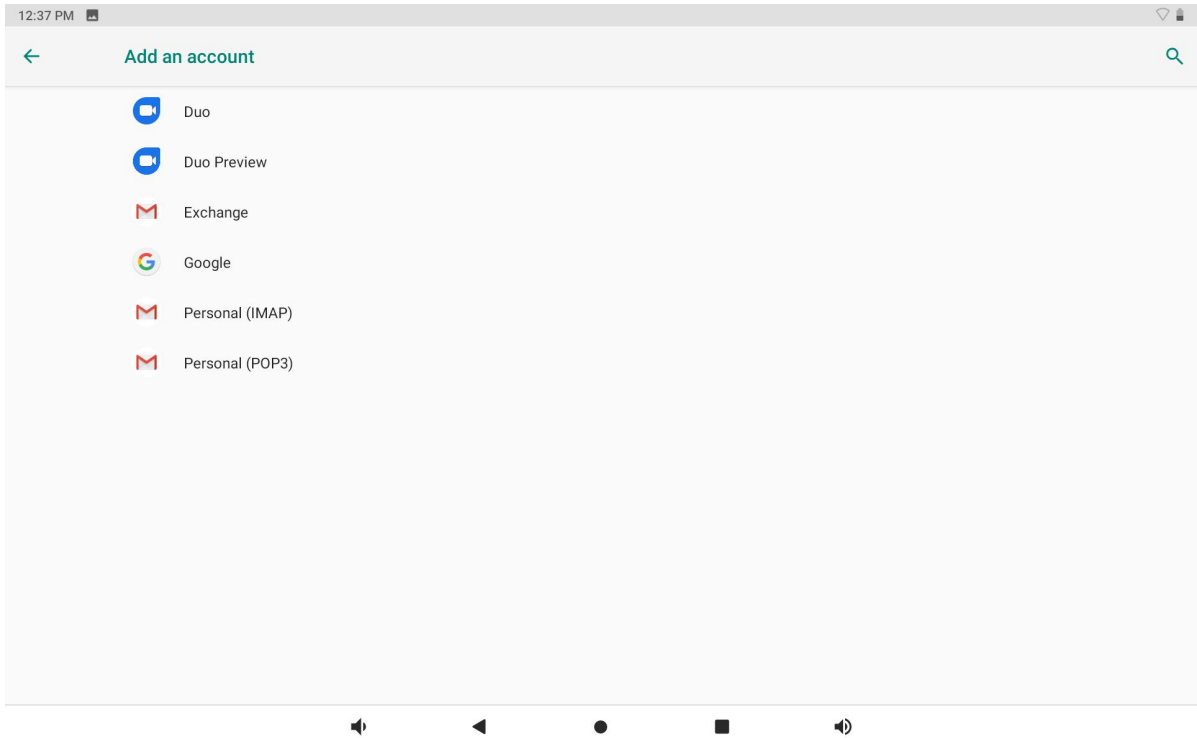 12:37 PM
Add an account
Duo
Duo Preview
Exchange
Google
Personal (IMAP)
Personal (POP3)